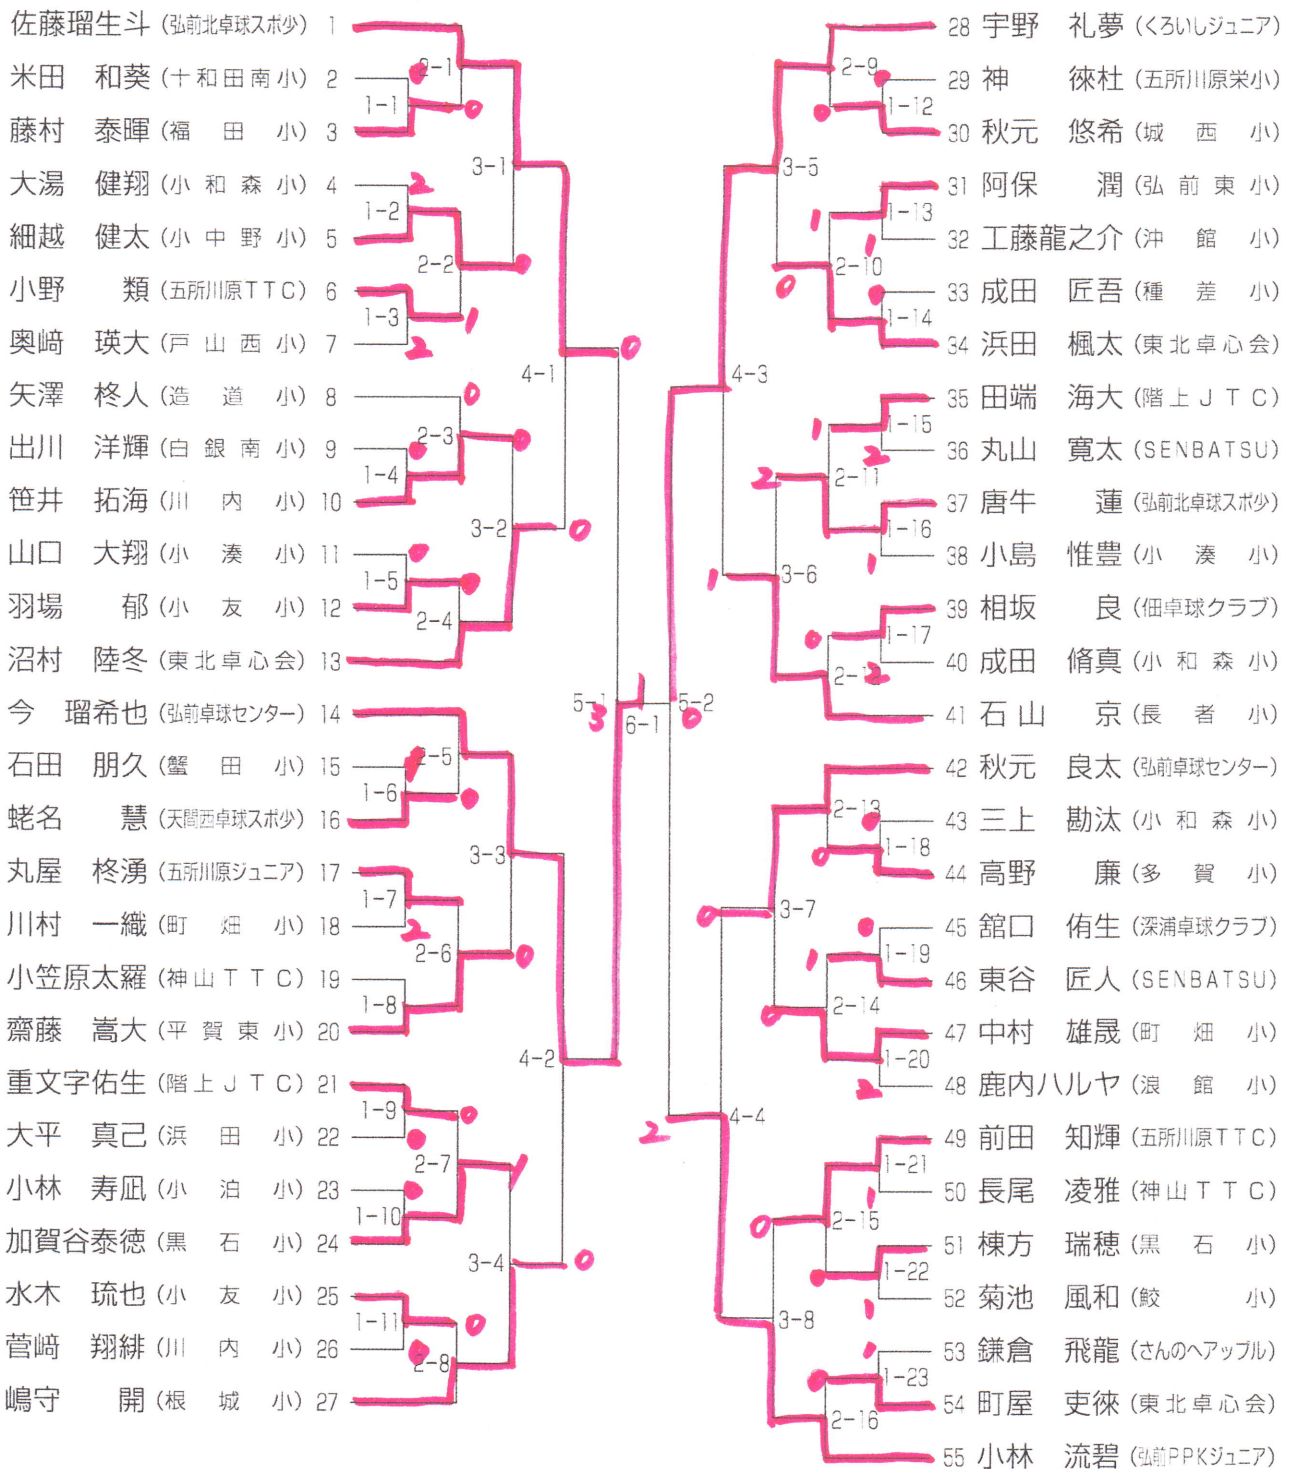 佐藤瑠生斗 (弘前北卓球スポ少) 1
米田 和葵 (十和田南小) 2
藤村 泰暉 (福田小) 3
大湯 健翔 (小和森小) 4
細越 健太 (小中野小) 5
小野 類 (五所川原TTC) 6
奥﨑 瑛大 (戸山西小) 7
矢澤 柊人 (造道小) 8
出川 洋輝 (白銀南小) 9
笹井 拓海 (川内小) 10
山口 大翔 (小湊小) 11
羽場 郁 (小友小) 12
沼村 陸冬 (東北卓心会) 13
今 瑠希也 (弘前卓球センター) 14
石田 朋久 (蟹田小) 15
蛯名 慧 (天間西卓球スポ少) 16
丸屋 柊湧 (五所川原ジュニア) 17
川村 一織 (町畑小) 18
小笠原太羅 (神山TTC) 19
齋藤 嵩大 (平賀東小) 20
重文字佑生 (階上JTC) 21
大平 真己 (浜田小) 22
小林 寿凪 (小泊小) 23
加賀谷泰徳 (黒石小) 24
水木 琉也 (小友小) 25
菅﨑 翔緋 (川内小) 26
嶋守 開 (根城小) 27
1-1
1-2
1-3
1-4
1-5
1-6
1-7
1-8
1-9
1-10
1-11
2-1
2-2
2-3
2-4
2-5
2-6
2-7
2-8
3-1
3-2
3-3
3-4
4-1
4-2
5-1
6-1
5-2
4-3
4-4
3-5
3-6
3-7
3-8
2-9
2-10
2-11
2-12
2-13
2-14
2-15
2-16
1-12
1-13
1-14
1-15
1-16
1-17
1-18
1-19
1-20
1-21
1-22
1-23
28 宇野 礼夢 (くろいしジュニア)
29 神 徠杜 (五所川原栄小)
30 秋元 悠希 (城西小)
31 阿保 潤 (弘前東小)
32 工藤龍之介 (沖館小)
33 成田 匠吾 (種差小)
34 浜田 楓太 (東北卓心会)
35 田端 海大 (階上JTC)
36 丸山 寛太 (SENBATSU)
37 唐牛 蓮 (弘前北卓球スポ少)
38 小島 惟豊 (小湊小)
39 相坂 良 (佃卓球クラブ)
40 成田 脩真 (小和森小)
41 石山 京 (長者小)
42 秋元 良太 (弘前卓球センター)
43 三上 勘汰 (小和森小)
44 高野 廉 (多賀小)
45 舘口 侑生 (深浦卓球クラブ)
46 東谷 匠人 (SENBATSU)
47 中村 雄晟 (町畑小)
48 鹿内ハルヤ (浪館小)
49 前田 知輝 (五所川原TTC)
50 長尾 凌雅 (神山TTC)
51 棟方 瑞穂 (黒石小)
52 菊池 風和 (鮫小)
53 鎌倉 飛龍 (さんのへアップル)
54 町屋 吏徠 (東北卓心会)
55 小林 流碧 (弘前PPKジュニア)